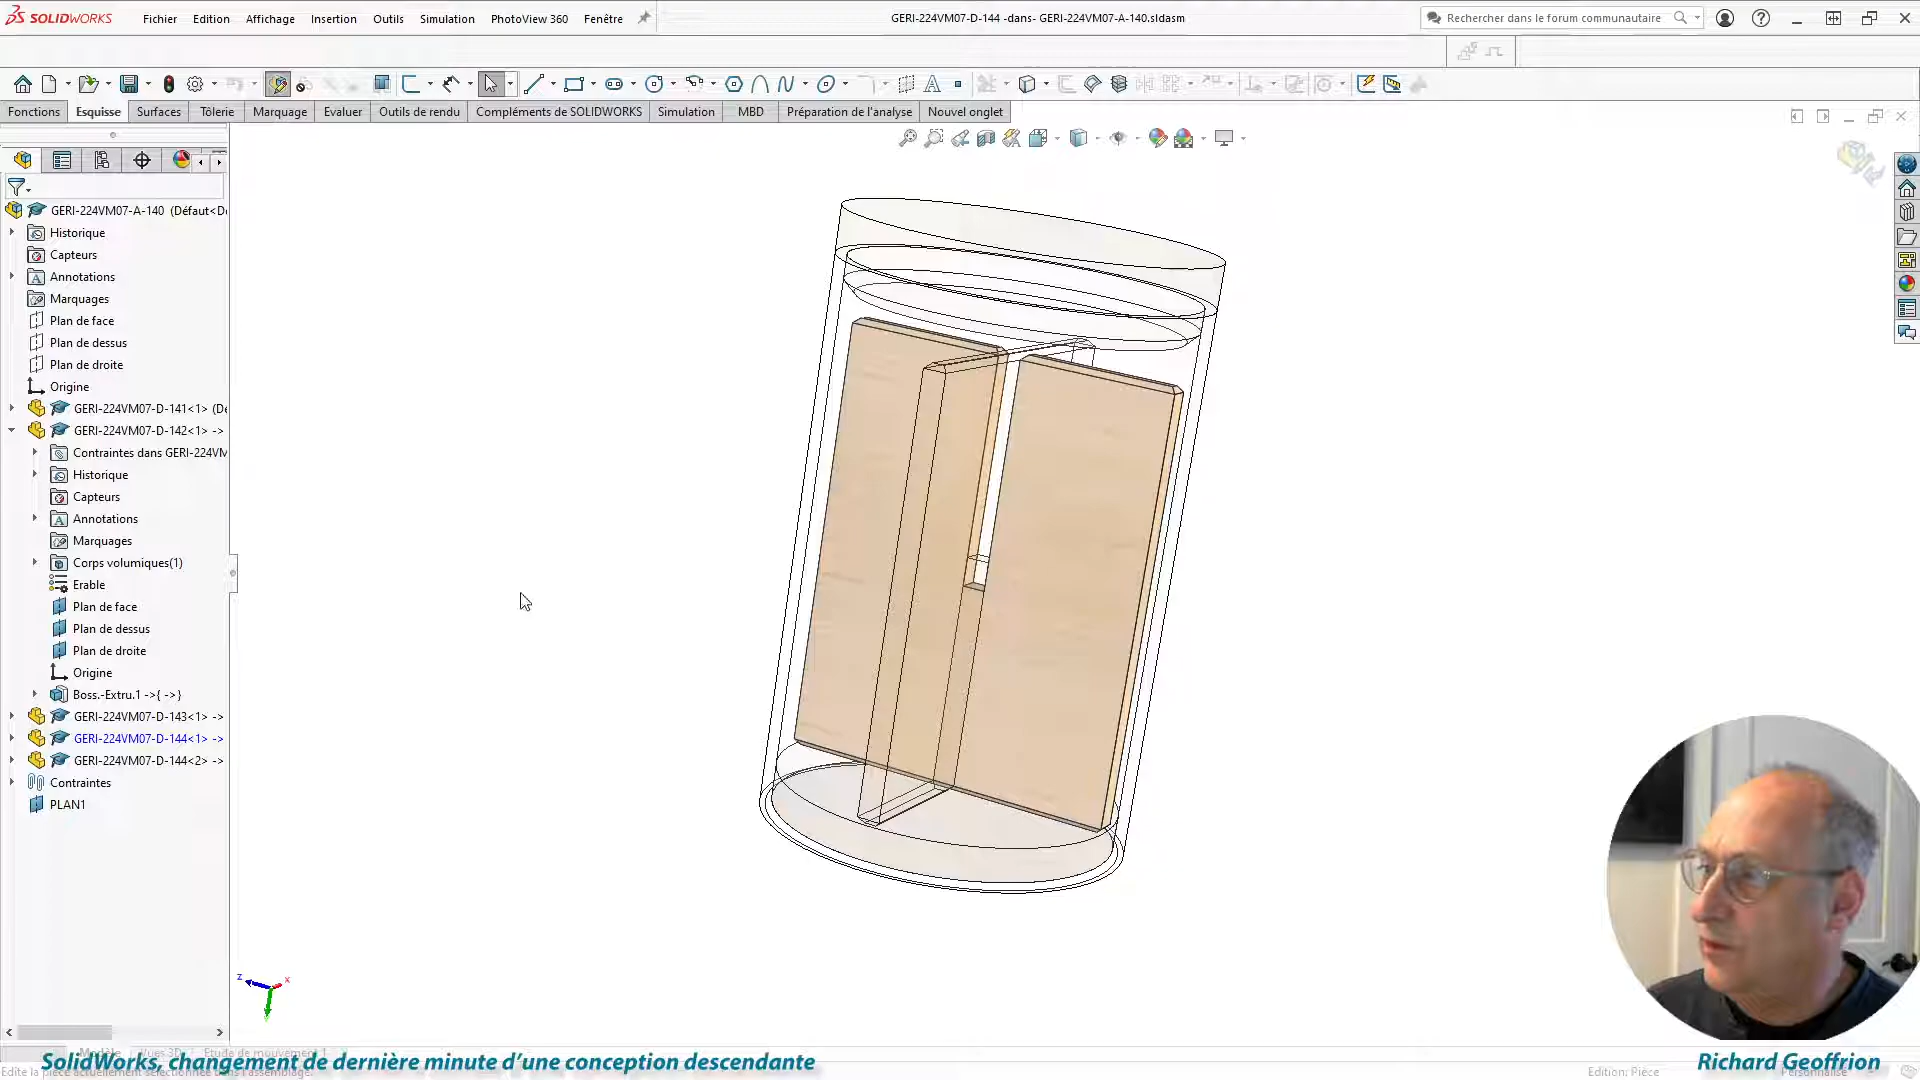 SOLIDWORKS
Fichier Edition Affichage Insertion Outils Simulation PhotoView 360 Fenêtre
GERI-224VM07-D-144 -dans- GERI-224VM07-A-140.sldasm
Rechercher dans le forum communautaire
Fonctions Esquisse Surfaces Tôlerie Marquage Evaluer Outils de rendu Compléments de SOLIDWORKS Simulation MBD Préparation de l'analyse Nouvel onglet
GERI-224VM07-A-140 (Défaut<D
Historique
Capteurs
Annotations
Marquages
Plan de face
Plan de dessus
Plan de droite
Origine
GERI-224VM07-D-141<1> (De
GERI-224VM07-D-142<1> ->
Contraintes dans GERI-224VM
Historique
Capteurs
Annotations
Marquages
Corps volumiques(1)
Erable
Plan de face
Plan de dessus
Plan de droite
Origine
Boss.-Extru.1 ->{ ->}
GERI-224VM07-D-143<1> ->
GERI-224VM07-D-144<1> ->
GERI-224VM07-D-144<2> ->
Contraintes
PLAN1
z x
Modèle Vues 3D Etude de mouvement 1
SolidWorks, changement de dernière minute d'une conception descendante
Richard Geoffrion
Edite la pièce actuellement sélectionnée dans l'assemblage.
Edition: Pièce
Personnalisé